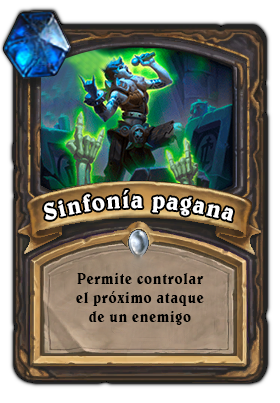 Sinfonía pagana
Permite controlar
el próximo ataque
de un enemigo